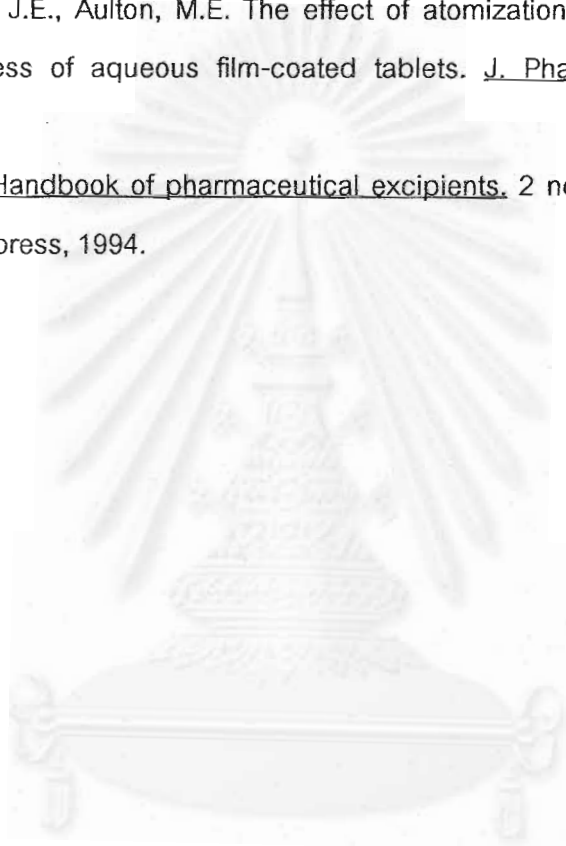 J.E., Aulton, M.E. The effect of atomization
ess of aqueous film-coated tablets. J. Pha
Handbook of pharmaceutical excipients. 2 n
press, 1994.